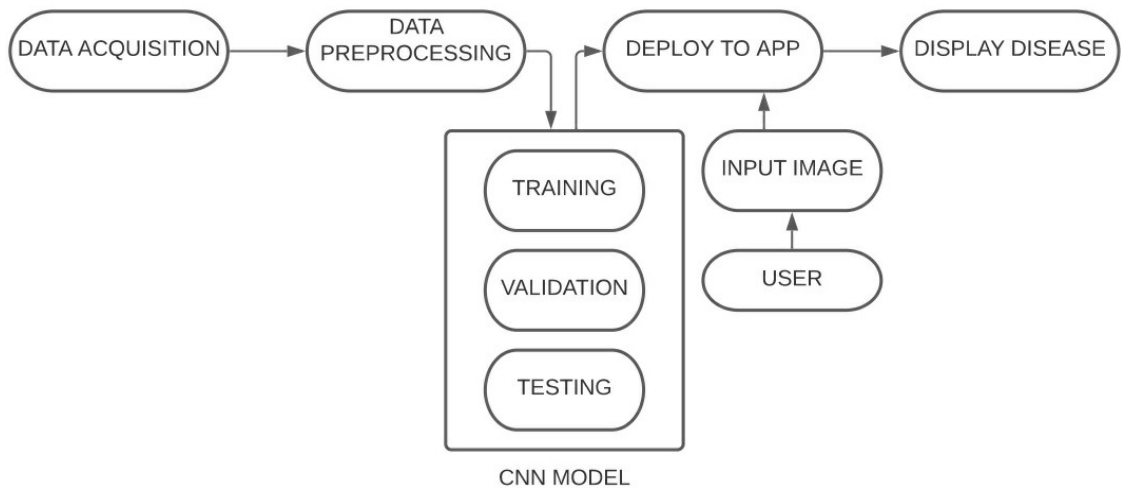 DATA ACQUISITION
DATA
PREPROCESSING
DEPLOY TO APP
DISPLAY DISEASE
TRAINING
VALIDATION
TESTING
CNN MODEL
INPUT IMAGE
USER